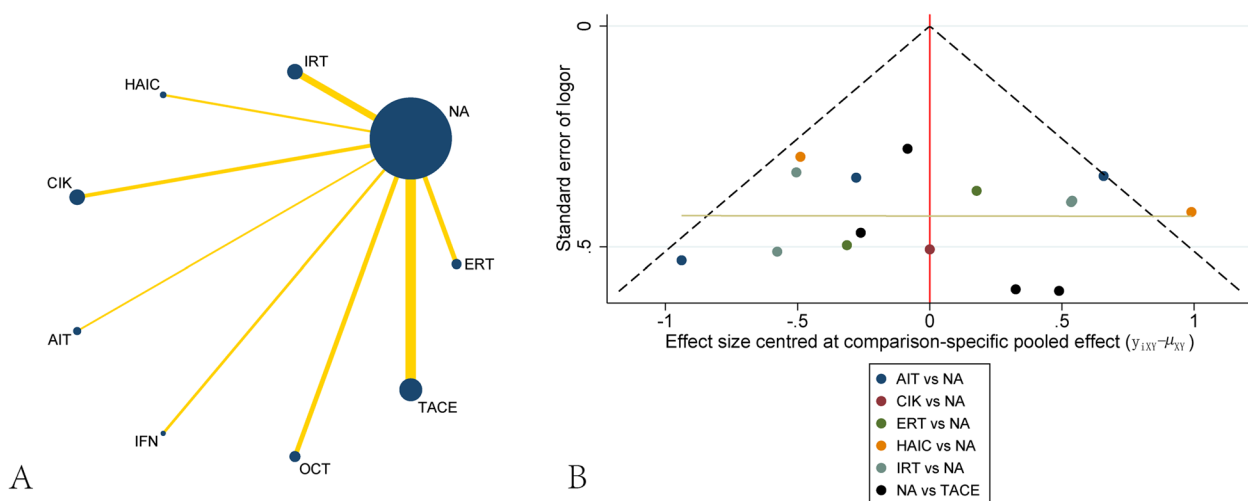 IRT
HAIC
NA
CIK
ERT
AIT
TACE
IFN
OCT
A
0
.5
Standard error of logor
-1
-.5
0
.5
1
Effect size centred at comparison-specific pooled effect (y_iXY-μ_XY)
AIT vs NA
CIK vs NA
ERT vs NA
HAIC vs NA
IRT vs NA
NA vs TACE
B